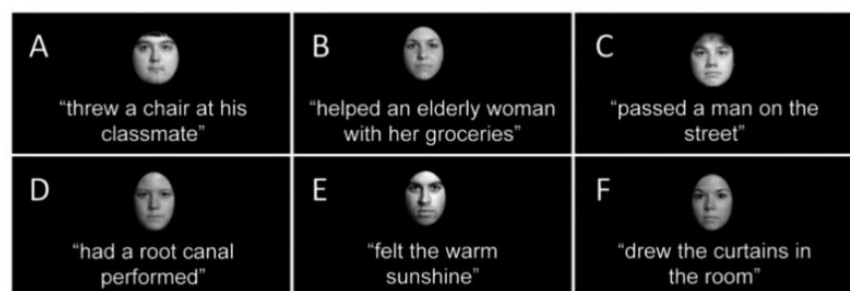 A
“threw a chair at his
classmate”
B
“helped an elderly woman
with her groceries”
C
“passed a man on the
street”
D
“had a root canal
performed”
E
“felt the warm
sunshine”
F
“drew the curtains in
the room”